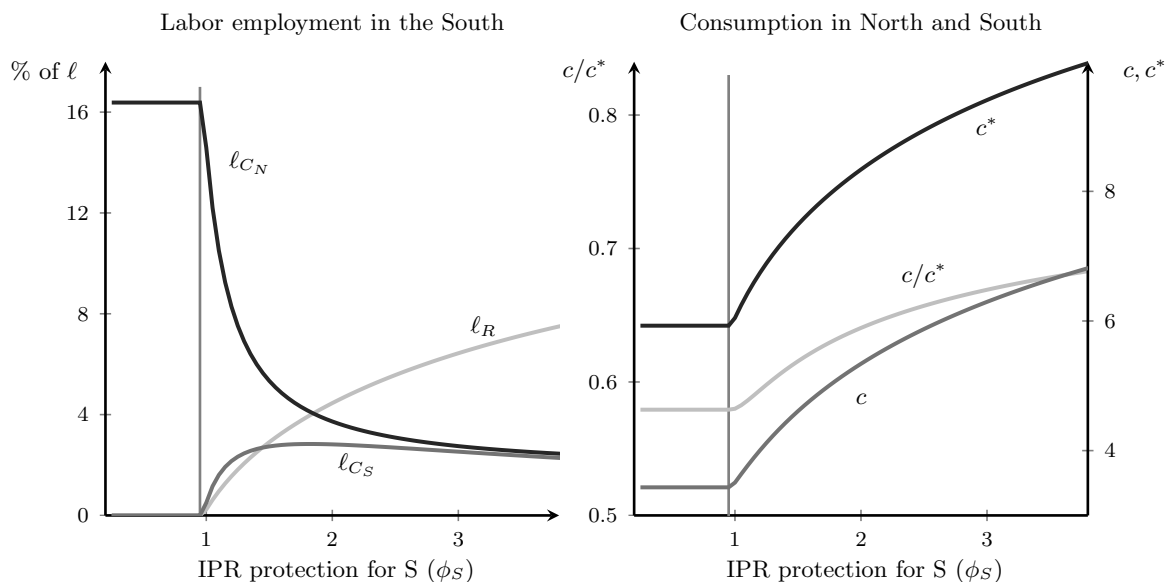 Labor employment in the South
% of ℓ
16
12
8
4
0
ℓ_{C_N}
ℓ_R
ℓ_{C_S}
1 2 3
IPR protection for S (ϕ_S)
Consumption in North and South
c/c*
c, c*
0.8
0.7
0.6
0.5
8
6
4
c*
c/c*
c
1 2 3
IPR protection for S (ϕ_S)